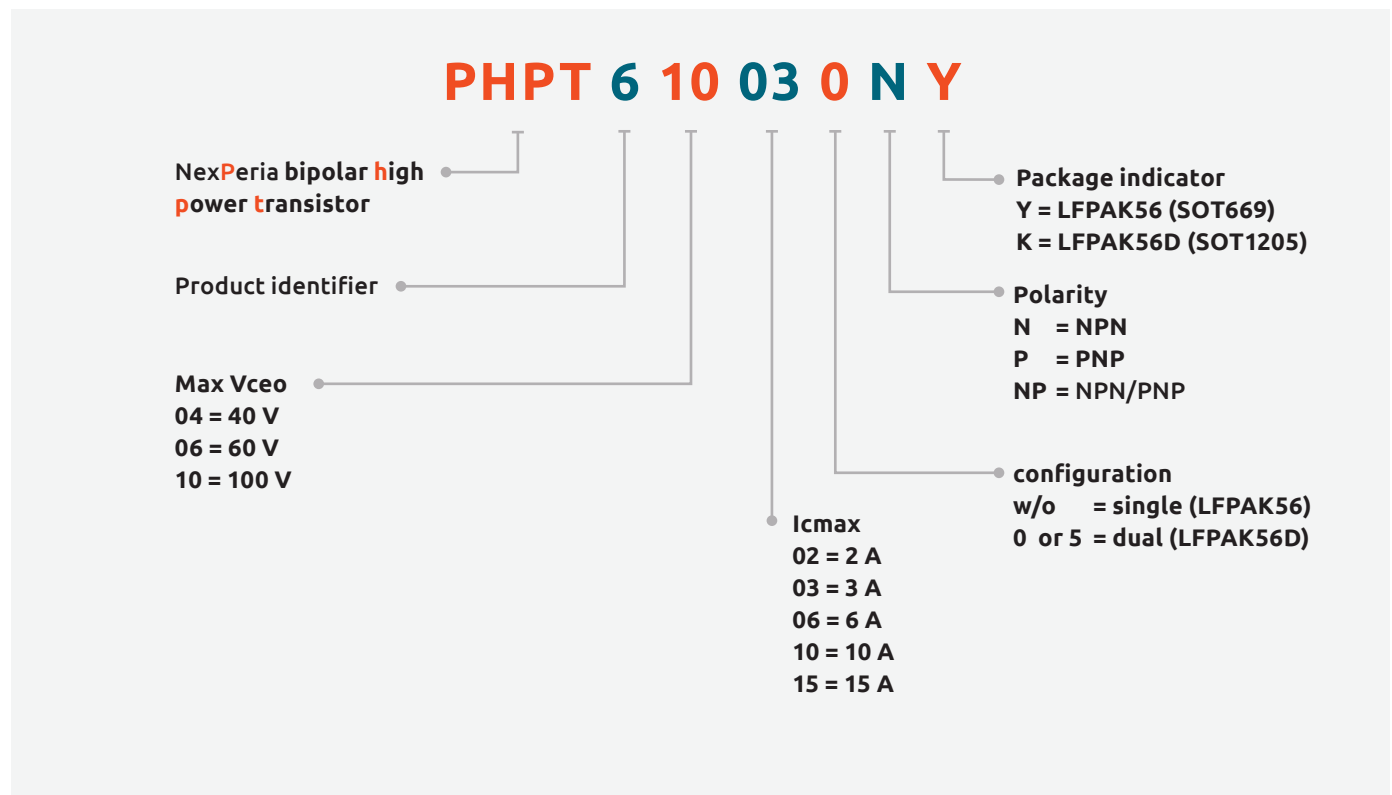 PHPT 6 10 03 0 N Y
NexPeria bipolar high
power transistor
Product identifier
Max Vceo
04 = 40 V
06 = 60 V
10 = 100 V
Icmax
02 = 2 A
03 = 3 A
06 = 6 A
10 = 10 A
15 = 15 A
Package indicator
Y = LFPAK56 (SOT669)
K = LFPAK56D (SOT1205)
Polarity
N = NPN
P = PNP
NP = NPN/PNP
configuration
w/o = single (LFPAK56)
0 or 5 = dual (LFPAK56D)